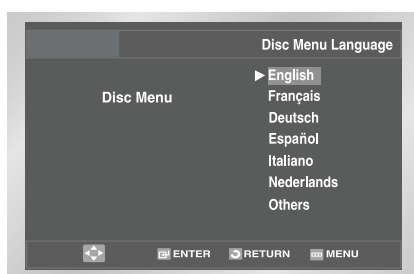 Disc Menu Language
Disc Menu
English
Français
Deutsch
Español
Italiano
Nederlands
Others
ENTER RETURN MENU